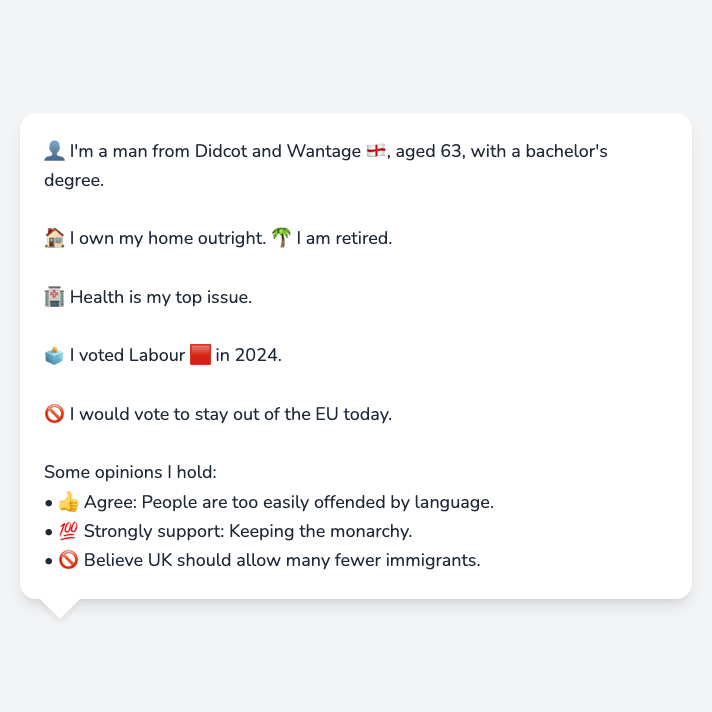 👤 I'm a man from Didcot and Wantage 🏴󠁧󠁢󠁥󠁮󠁧󠁿, aged 63, with a bachelor's
degree.
🏠 I own my home outright. 🌴 I am retired.
🏥 Health is my top issue.
🗳️ I voted Labour 🟥 in 2024.
🚫 I would vote to stay out of the EU today.
Some opinions I hold:
• 👍 Agree: People are too easily offended by language.
• 💯 Strongly support: Keeping the monarchy.
• 🚫 Believe UK should allow many fewer immigrants.